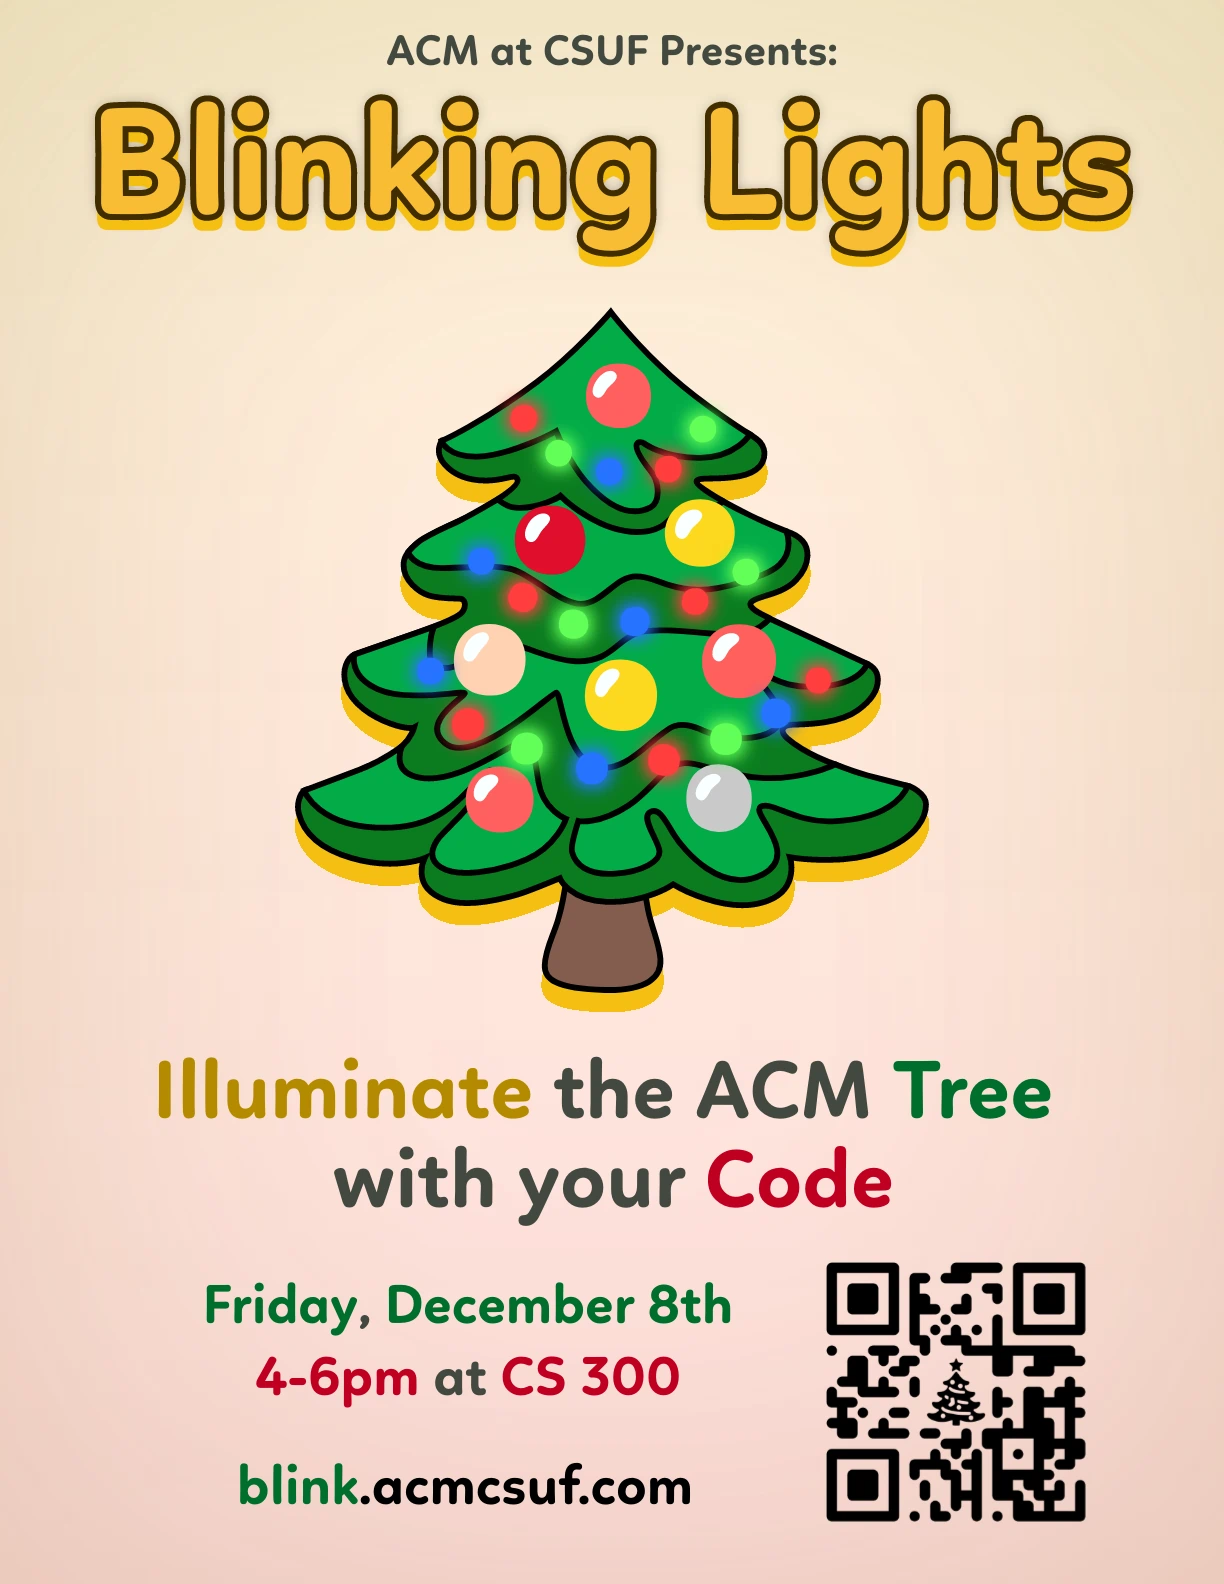 ACM at CSUF Presents:
Blinking Lights
Illuminate the ACM Tree
with your Code
Friday, December 8th
4-6pm at CS 300
blink.acmcsuf.com